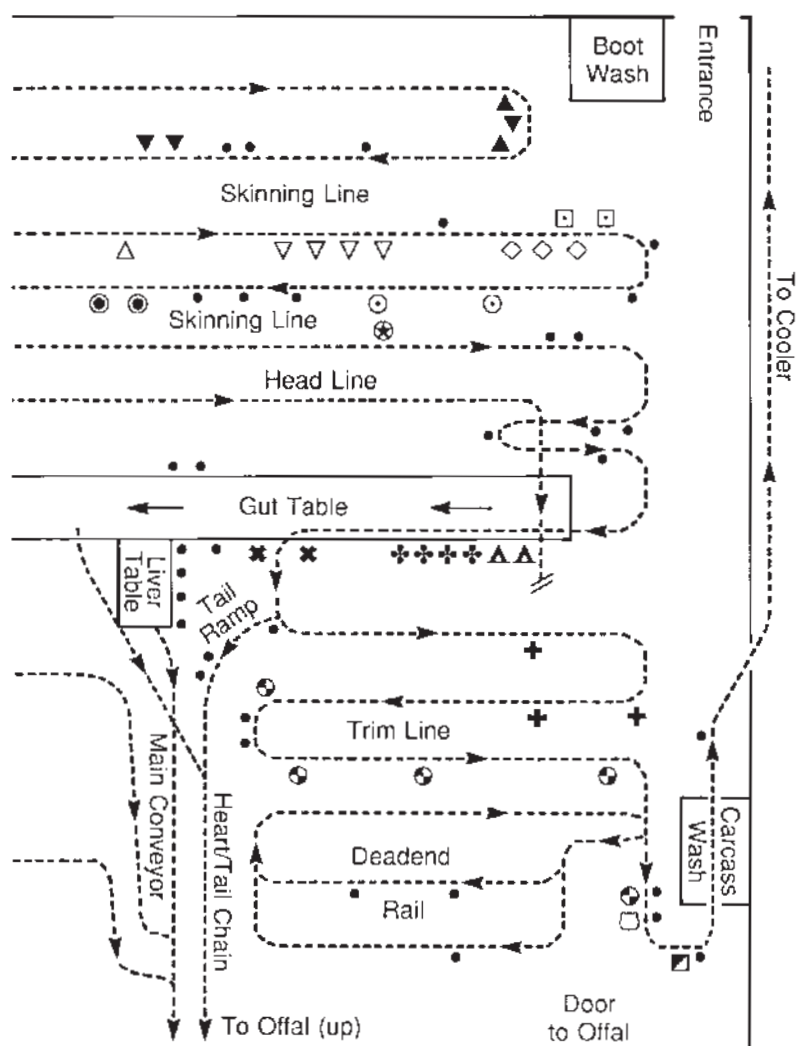 Boot
Wash
Entrance
Skinning Line
Skinning Line
To Cooler
Head Line
Gut Table
Liver
Table
Tail
Ramp
Trim Line
Main Conveyor
Heart/Tail Chain
Deadend
Rail
Carcass
Wash
To Offal (up)
Door
to Offal